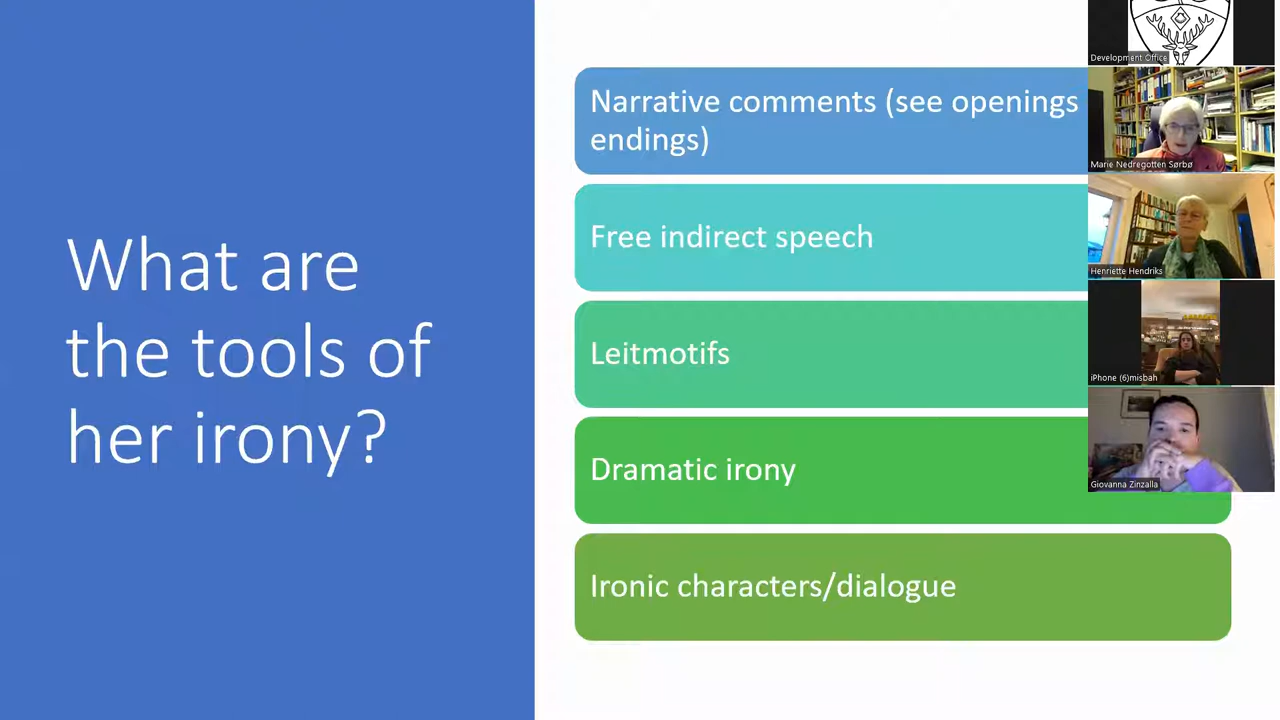 What are
the tools of
her irony?
Narrative comments (see openings
endings)
Free indirect speech
Leitmotifs
Dramatic irony
Ironic characters/dialogue
Development Office
Marie Nedregotten Sørbø
Henriette Hendriks
iPhone (6)misbah
Giovanna Zinzalla